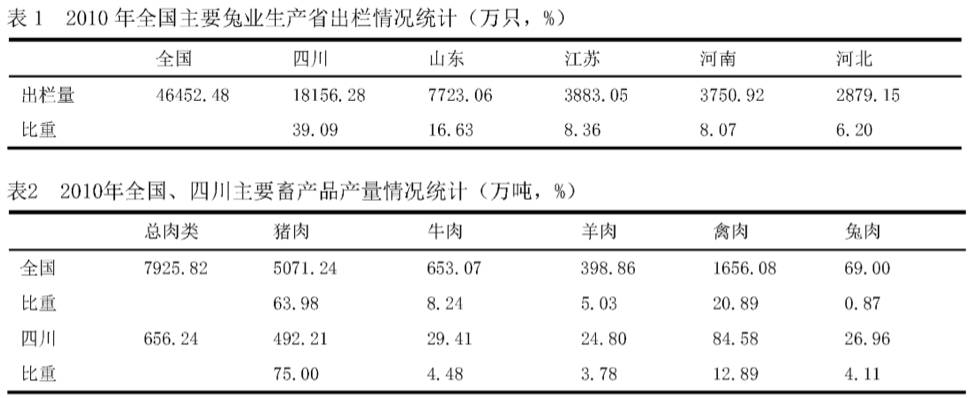 表 1 2010 年全国主要兔业生产省出栏情况统计（万只，%）
全国 四川 山东 江苏 河南 河北
出栏量 46452.48 18156.28 7723.06 3883.05 3750.92 2879.15
比重 39.09 16.63 8.36 8.07 6.20
表2 2010年全国、四川主要畜产品产量情况统计（万吨，%）
总肉类 猪肉 牛肉 羊肉 禽肉 兔肉
全国 7925.82 5071.24 653.07 398.86 1656.08 69.00
比重 63.98 8.24 5.03 20.89 0.87
四川 656.24 492.21 29.41 24.80 84.58 26.96
比重 75.00 4.48 3.78 12.89 4.11